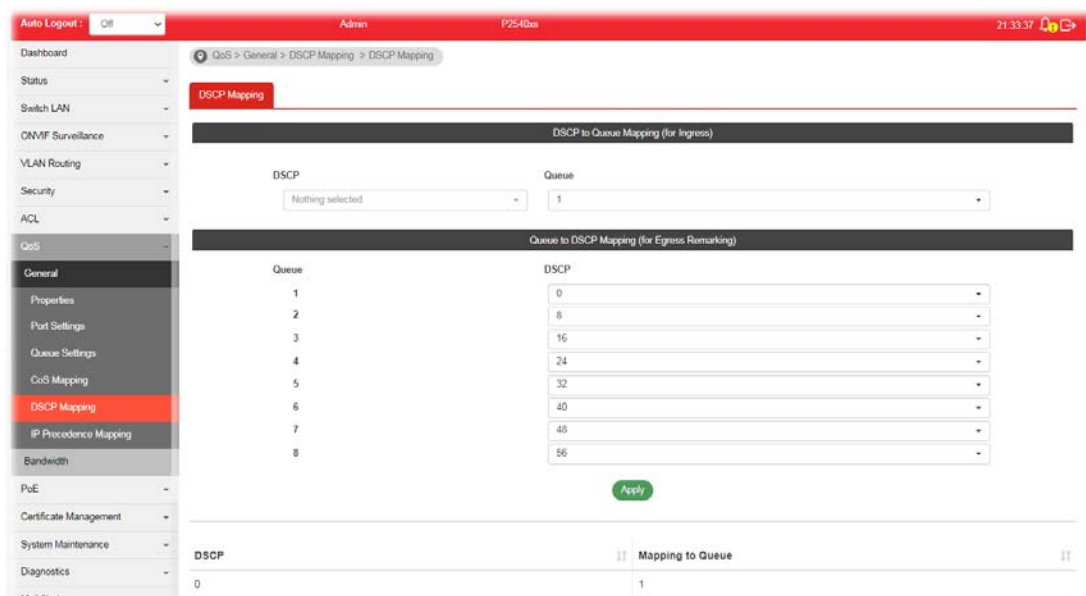 Auto Logout : Off Admin P2540xs 21:33:37
Dashboard
Status
Switch LAN
ONVIF Surveillance
VLAN Routing
Security
ACL
QoS
General
Properties
Port Settings
Queue Settings
CoS Mapping
DSCP Mapping
IP Precedence Mapping
Bandwidth
PoE
Certificate Management
System Maintenance
Diagnostics
QoS > General > DSCP Mapping > DSCP Mapping
DSCP Mapping
DSCP to Queue Mapping (for Ingress)
DSCP Queue
Nothing selected 1
Queue to DSCP Mapping (for Egress Remarking)
Queue DSCP
1 0
2 8
3 16
4 24
5 32
6 40
7 48
8 56
Apply
DSCP Mapping to Queue
0 1